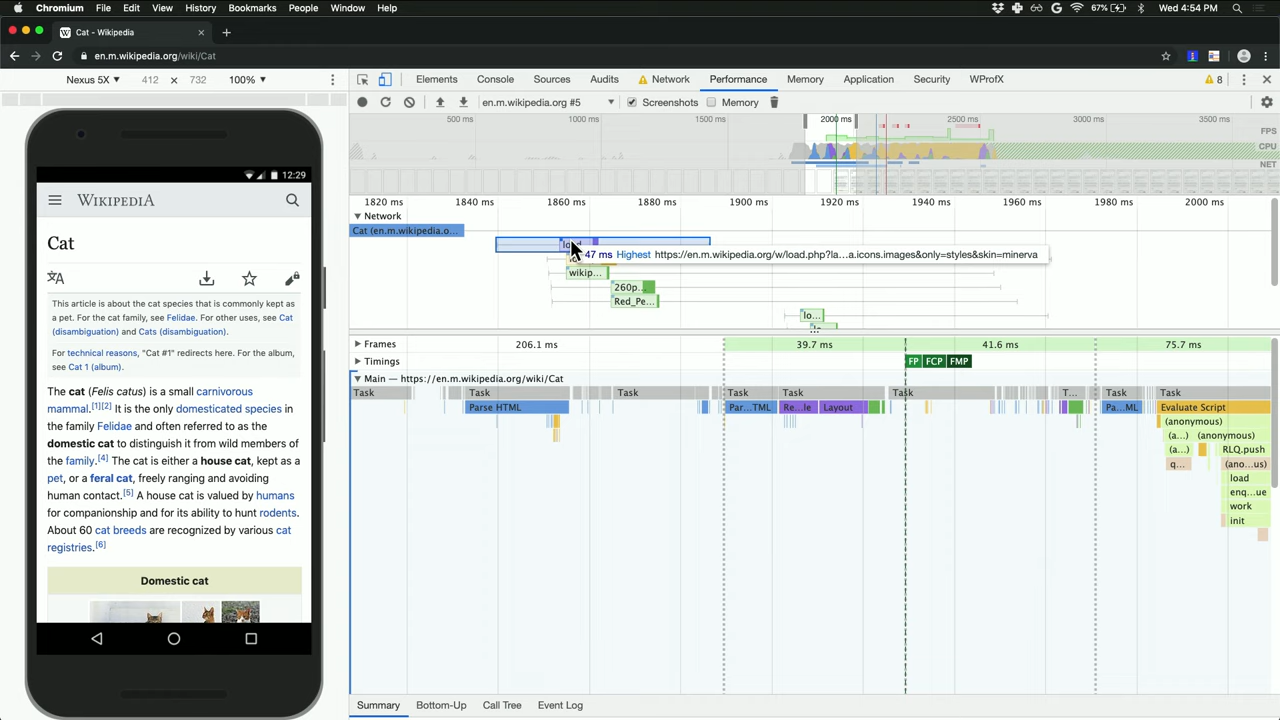 Chromium File Edit View History Bookmarks People Window Help 67% Wed 4:54 PM
Cat - Wikipedia
en.m.wikipedia.org/wiki/Cat
Nexus 5X ▼ 412 × 732 100% ▼
Elements Console Sources Audits Network Performance Memory Application Security WProfX 8
en.m.wikipedia.org #5 Screenshots Memory
500 ms 1000 ms 1500 ms 2000 ms 2500 ms 3000 ms 3500 ms
FPS
CPU
NET
1820 ms 1840 ms 1860 ms 1880 ms 1900 ms 1920 ms 1940 ms 1960 ms 1980 ms 2000 ms
Network
Cat (en.m.wikipedia.o...
47 ms Highest https://en.m.wikipedia.org/w/load.php?la…a.icons.images&only=styles&skin=minerva
wikip...
260p...
Red_Pe...
lo...
Frames 206.1 ms 39.7 ms 41.6 ms 75.7 ms
Timings FP FCP FMP
Main — https://en.m.wikipedia.org/wiki/Cat
Task Task Task Task Task Task T... Task Task
Parse HTML Par...TML Re...le Layout Pa...ML Evaluate Script
(anonymous)
(a...) (anonymous)
(a...) RLQ.push
q... (ano...us)
load
enq...ue
work
init
Summary Bottom-Up Call Tree Event Log
12:29
WIKIPEDIA
Cat
This article is about the cat species that is commonly kept as
a pet. For the cat family, see Felidae. For other uses, see Cat
(disambiguation) and Cats (disambiguation).
For technical reasons, "Cat #1" redirects here. For the album,
see Cat 1 (album).
The cat (Felis catus) is a small carnivorous
mammal.[1][2] It is the only domesticated species in
the family Felidae and often referred to as the
domestic cat to distinguish it from wild members of
the family.[4] The cat is either a house cat, kept as a
pet, or a feral cat, freely ranging and avoiding
human contact.[5] A house cat is valued by humans
for companionship and for its ability to hunt rodents.
About 60 cat breeds are recognized by various cat
registries.[6]
Domestic cat